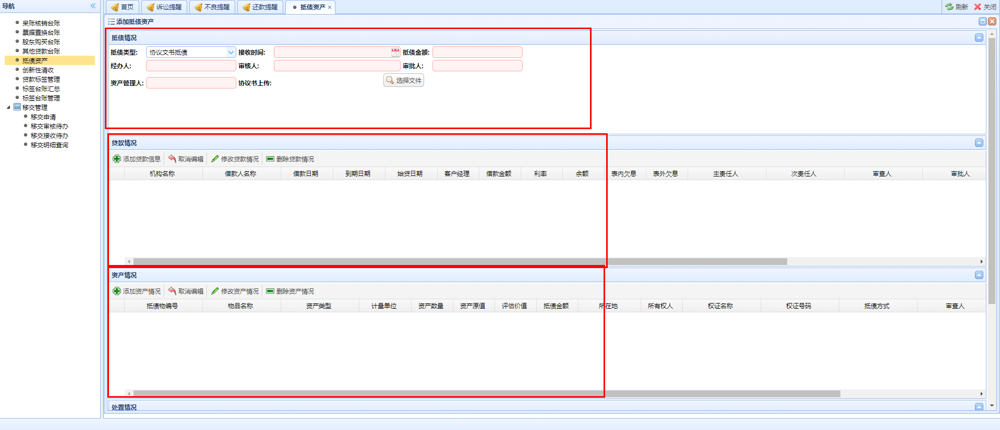 导航
首页 诉讼提醒 不良提醒 还款提醒 抵债资产 刷新 关闭
呆账核销台账
票据置换台账
股东购买台账
其他贷款台账
抵债资产
创新性清收
贷款标签管理
标签台账汇总
标签台账管理
移交管理
移交申请
移交审核待办
移交接收待办
移交明细查询
添加抵债资产
抵债情况
抵债类型: 协议文书抵债 接收时间: 抵债金额:
经办人: 审核人: 审批人:
资产管理人: 协议书上传: 选择文件
贷款情况
添加贷款信息 取消编辑 修改贷款情况 删除贷款情况
机构名称 借款人名称 借款日期 到期日期 始贷日期 客户经理 借款金额 利率 余额 表内欠息 表外欠息 主责任人 次责任人 审查人 审批人
资产情况
添加资产情况 取消编辑 修改资产情况 删除资产情况
抵债物编号 物品名称 资产类型 计量单位 资产数量 资产原值 评估价值 抵债金额 所在地 所有权人 权证名称 权证号码 抵债方式 审查人
处置情况